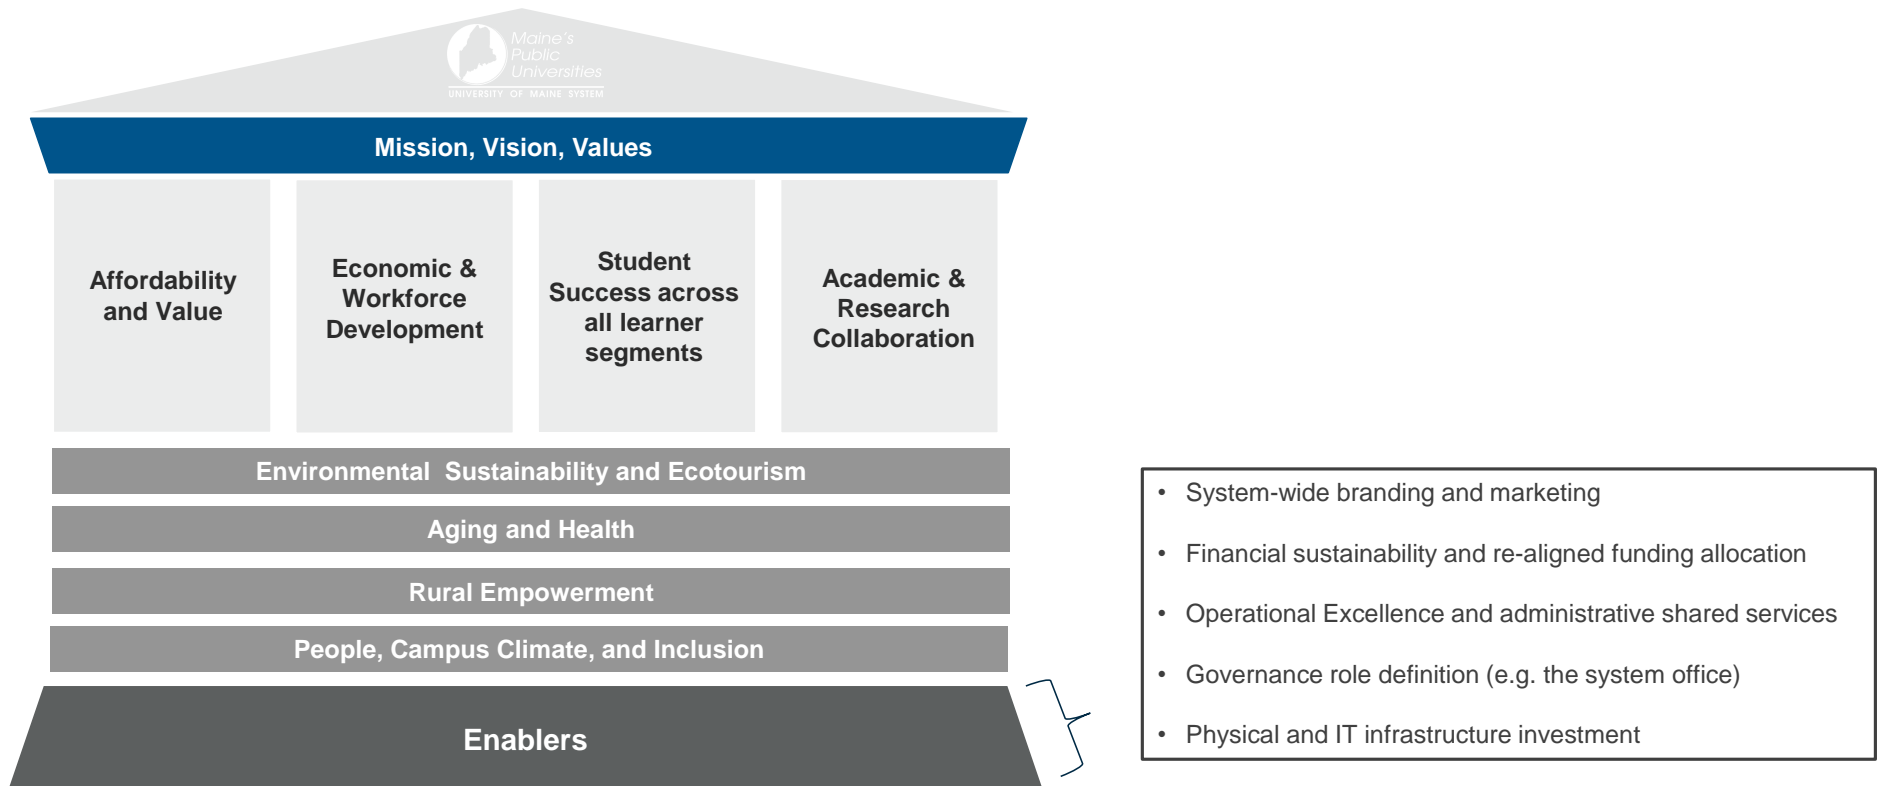 Maine's
Public
Universities
UNIVERSITY OF MAINE SYSTEM
Mission, Vision, Values
Affordability
and Value
Economic &
Workforce
Development
Student
Success across
all learner
segments
Academic &
Research
Collaboration
Environmental Sustainability and Ecotourism
Aging and Health
Rural Empowerment
People, Campus Climate, and Inclusion
Enablers
• System-wide branding and marketing
• Financial sustainability and re-aligned funding allocation
• Operational Excellence and administrative shared services
• Governance role definition (e.g. the system office)
• Physical and IT infrastructure investment